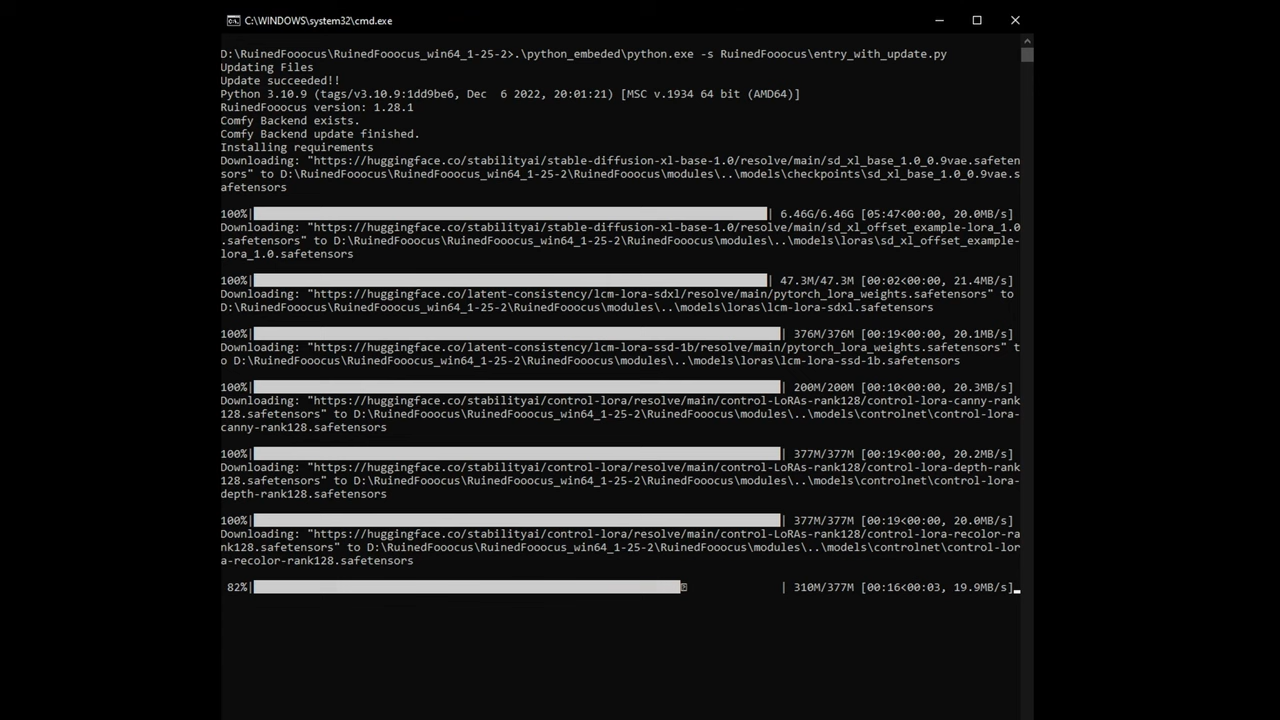 C:\WINDOWS\system32\cmd.exe
D:\RuinedFooocus\RuinedFooocus_win64_1-25-2>.\python_embeded\python.exe -s RuinedFooocus\entry_with_update.py
Updating Files
Update succeeded!!
Python 3.10.9 (tags/v3.10.9:1dd9be6, Dec  6 2022, 20:01:21) [MSC v.1934 64 bit (AMD64)]
RuinedFooocus version: 1.28.1
Comfy Backend exists.
Comfy Backend update finished.
Installing requirements
Downloading: "https://huggingface.co/stabilityai/stable-diffusion-xl-base-1.0/resolve/main/sd_xl_base_1.0_0.9vae.safeten
sors" to D:\RuinedFooocus\RuinedFooocus_win64_1-25-2\RuinedFooocus\modules\..\models\checkpoints\sd_xl_base_1.0_0.9vae.s
afetensors
100%| | 6.46G/6.46G [05:47<00:00, 20.0MB/s]
Downloading: "https://huggingface.co/stabilityai/stable-diffusion-xl-base-1.0/resolve/main/sd_xl_offset_example-lora_1.0
.safetensors" to D:\RuinedFooocus\RuinedFooocus_win64_1-25-2\RuinedFooocus\modules\..\models\loras\sd_xl_offset_example-
lora_1.0.safetensors
100%| | 47.3M/47.3M [00:02<00:00, 21.4MB/s]
Downloading: "https://huggingface.co/latent-consistency/lcm-lora-sdxl/resolve/main/pytorch_lora_weights.safetensors" to
D:\RuinedFooocus\RuinedFooocus_win64_1-25-2\RuinedFooocus\modules\..\models\loras\lcm-lora-sdxl.safetensors
100%| | 376M/376M [00:19<00:00, 20.1MB/s]
Downloading: "https://huggingface.co/latent-consistency/lcm-lora-ssd-1b/resolve/main/pytorch_lora_weights.safetensors" t
o D:\RuinedFooocus\RuinedFooocus_win64_1-25-2\RuinedFooocus\modules\..\models\loras\lcm-lora-ssd-1b.safetensors
100%| | 200M/200M [00:10<00:00, 20.3MB/s]
Downloading: "https://huggingface.co/stabilityai/control-lora/resolve/main/control-LoRAs-rank128/control-lora-canny-rank
128.safetensors" to D:\RuinedFooocus\RuinedFooocus_win64_1-25-2\RuinedFooocus\modules\..\models\controlnet\control-lora-
canny-rank128.safetensors
100%| | 377M/377M [00:19<00:00, 20.2MB/s]
Downloading: "https://huggingface.co/stabilityai/control-lora/resolve/main/control-LoRAs-rank128/control-lora-depth-rank
128.safetensors" to D:\RuinedFooocus\RuinedFooocus_win64_1-25-2\RuinedFooocus\modules\..\models\controlnet\control-lora-
depth-rank128.safetensors
100%| | 377M/377M [00:19<00:00, 20.0MB/s]
Downloading: "https://huggingface.co/stabilityai/control-lora/resolve/main/control-LoRAs-rank128/control-lora-recolor-ra
nk128.safetensors" to D:\RuinedFooocus\RuinedFooocus_win64_1-25-2\RuinedFooocus\modules\..\models\controlnet\control-lor
a-recolor-rank128.safetensors
82%| | 310M/377M [00:16<00:03, 19.9MB/s]